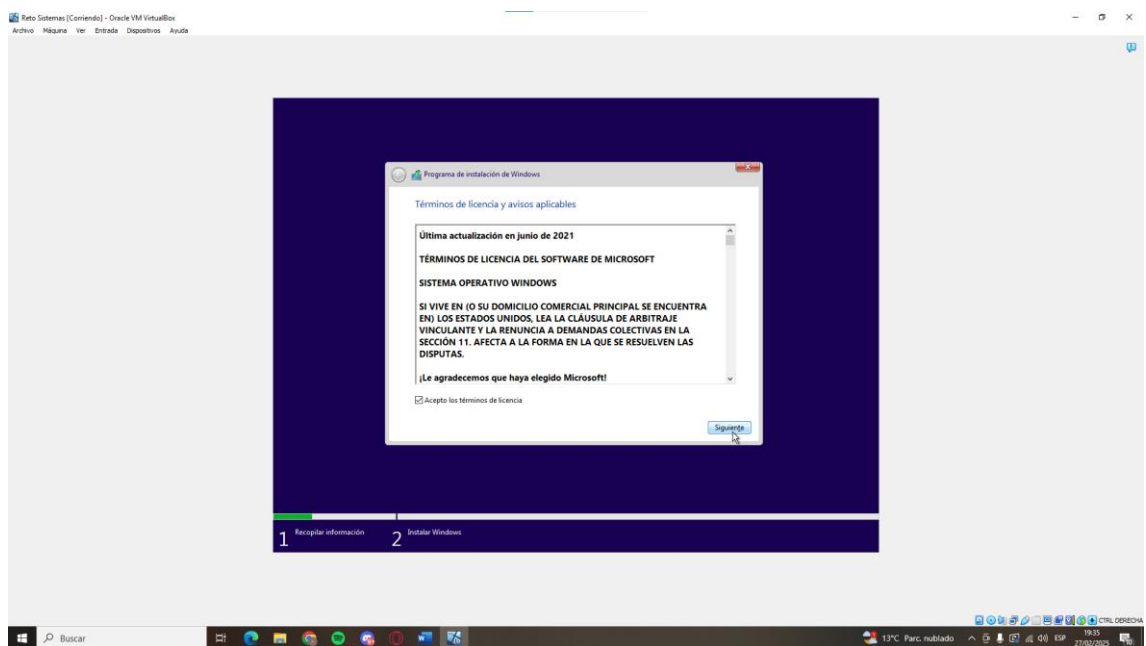 Reto Sistemas [Corriendo] - Oracle VM VirtualBox
Archivo Máquina Ver Entrada Dispositivos Ayuda
Programa de instalación de Windows
Términos de licencia y avisos aplicables
Última actualización en junio de 2021
TÉRMINOS DE LICENCIA DEL SOFTWARE DE MICROSOFT
SISTEMA OPERATIVO WINDOWS
SI VIVE EN (O SU DOMICILIO COMERCIAL PRINCIPAL SE ENCUENTRA
EN) LOS ESTADOS UNIDOS, LEA LA CLÁUSULA DE ARBITRAJE
VINCULANTE Y LA RENUNCIA A DEMANDAS COLECTIVAS EN LA
SECCIÓN 11. AFECTA A LA FORMA EN LA QUE SE RESUELVEN LAS
DISPUTAS.
¡Le agradecemos que haya elegido Microsoft!
Acepto los términos de licencia
Siguiente
1 Recopilar información 2 Instalar Windows
CTRL DERECHA
Buscar 13°C Parc. nublado ESP 19:35
27/02/2025